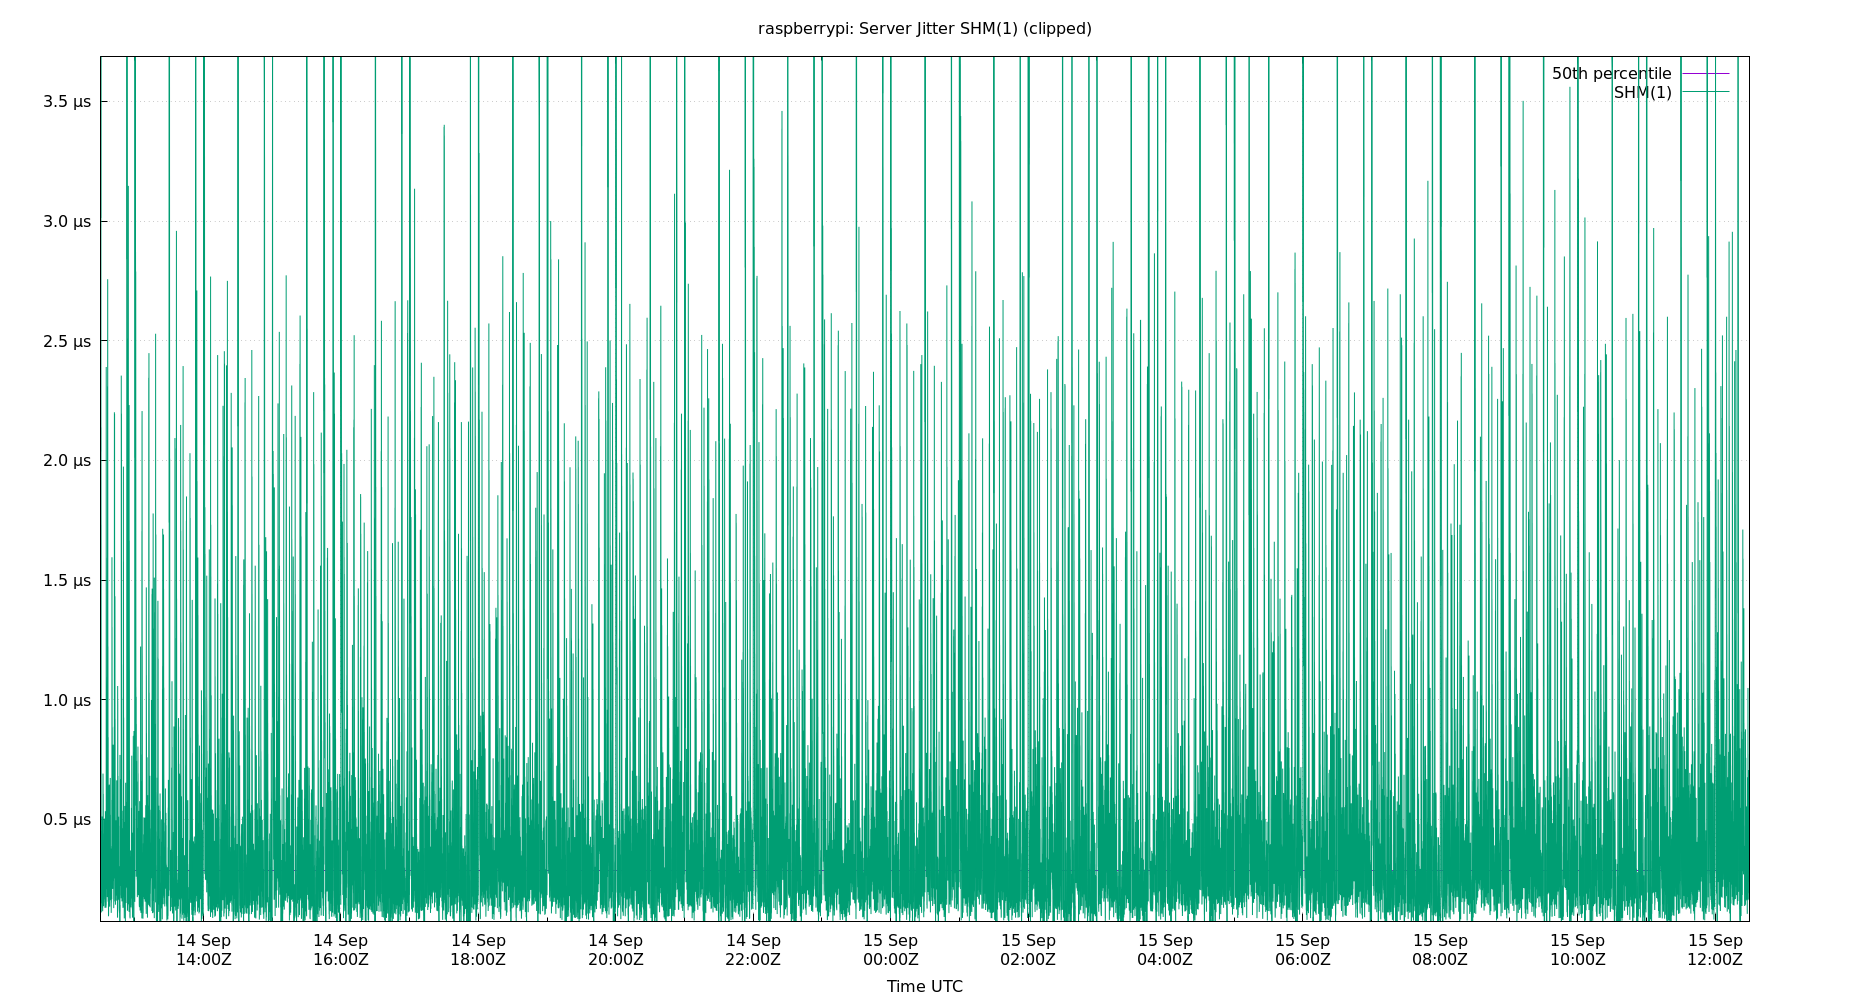 raspberrypi: Server Jitter SHM(1) (clipped)
50th percentile
SHM(1)
3.5 µs
3.0 µs
2.5 µs
2.0 µs
1.5 µs
1.0 µs
0.5 µs
14 Sep 14 Sep 14 Sep 14 Sep 14 Sep 15 Sep 15 Sep 15 Sep 15 Sep 15 Sep 15 Sep 15 Sep
14:00Z 16:00Z 18:00Z 20:00Z 22:00Z 00:00Z 02:00Z 04:00Z 06:00Z 08:00Z 10:00Z 12:00Z
Time UTC